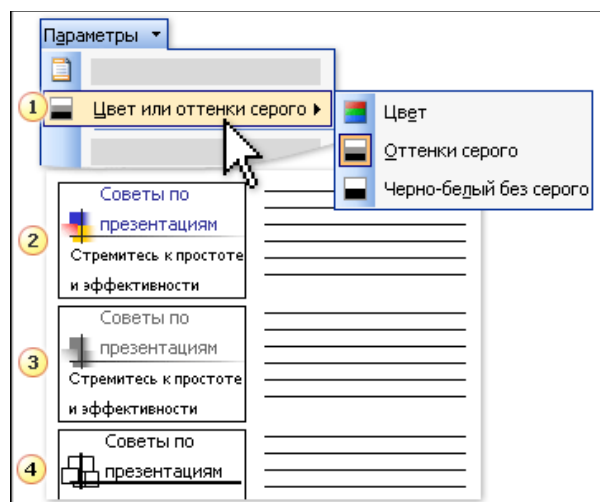 Параметры
1
Цвет или оттенки серого
Цвет
Оттенки серого
Черно-белый без серого
2
Советы по
презентациям
Стремитесь к простоте
и эффективности
3
Советы по
презентациям
Стремитесь к простоте
и эффективности
4
Советы по
презентациям